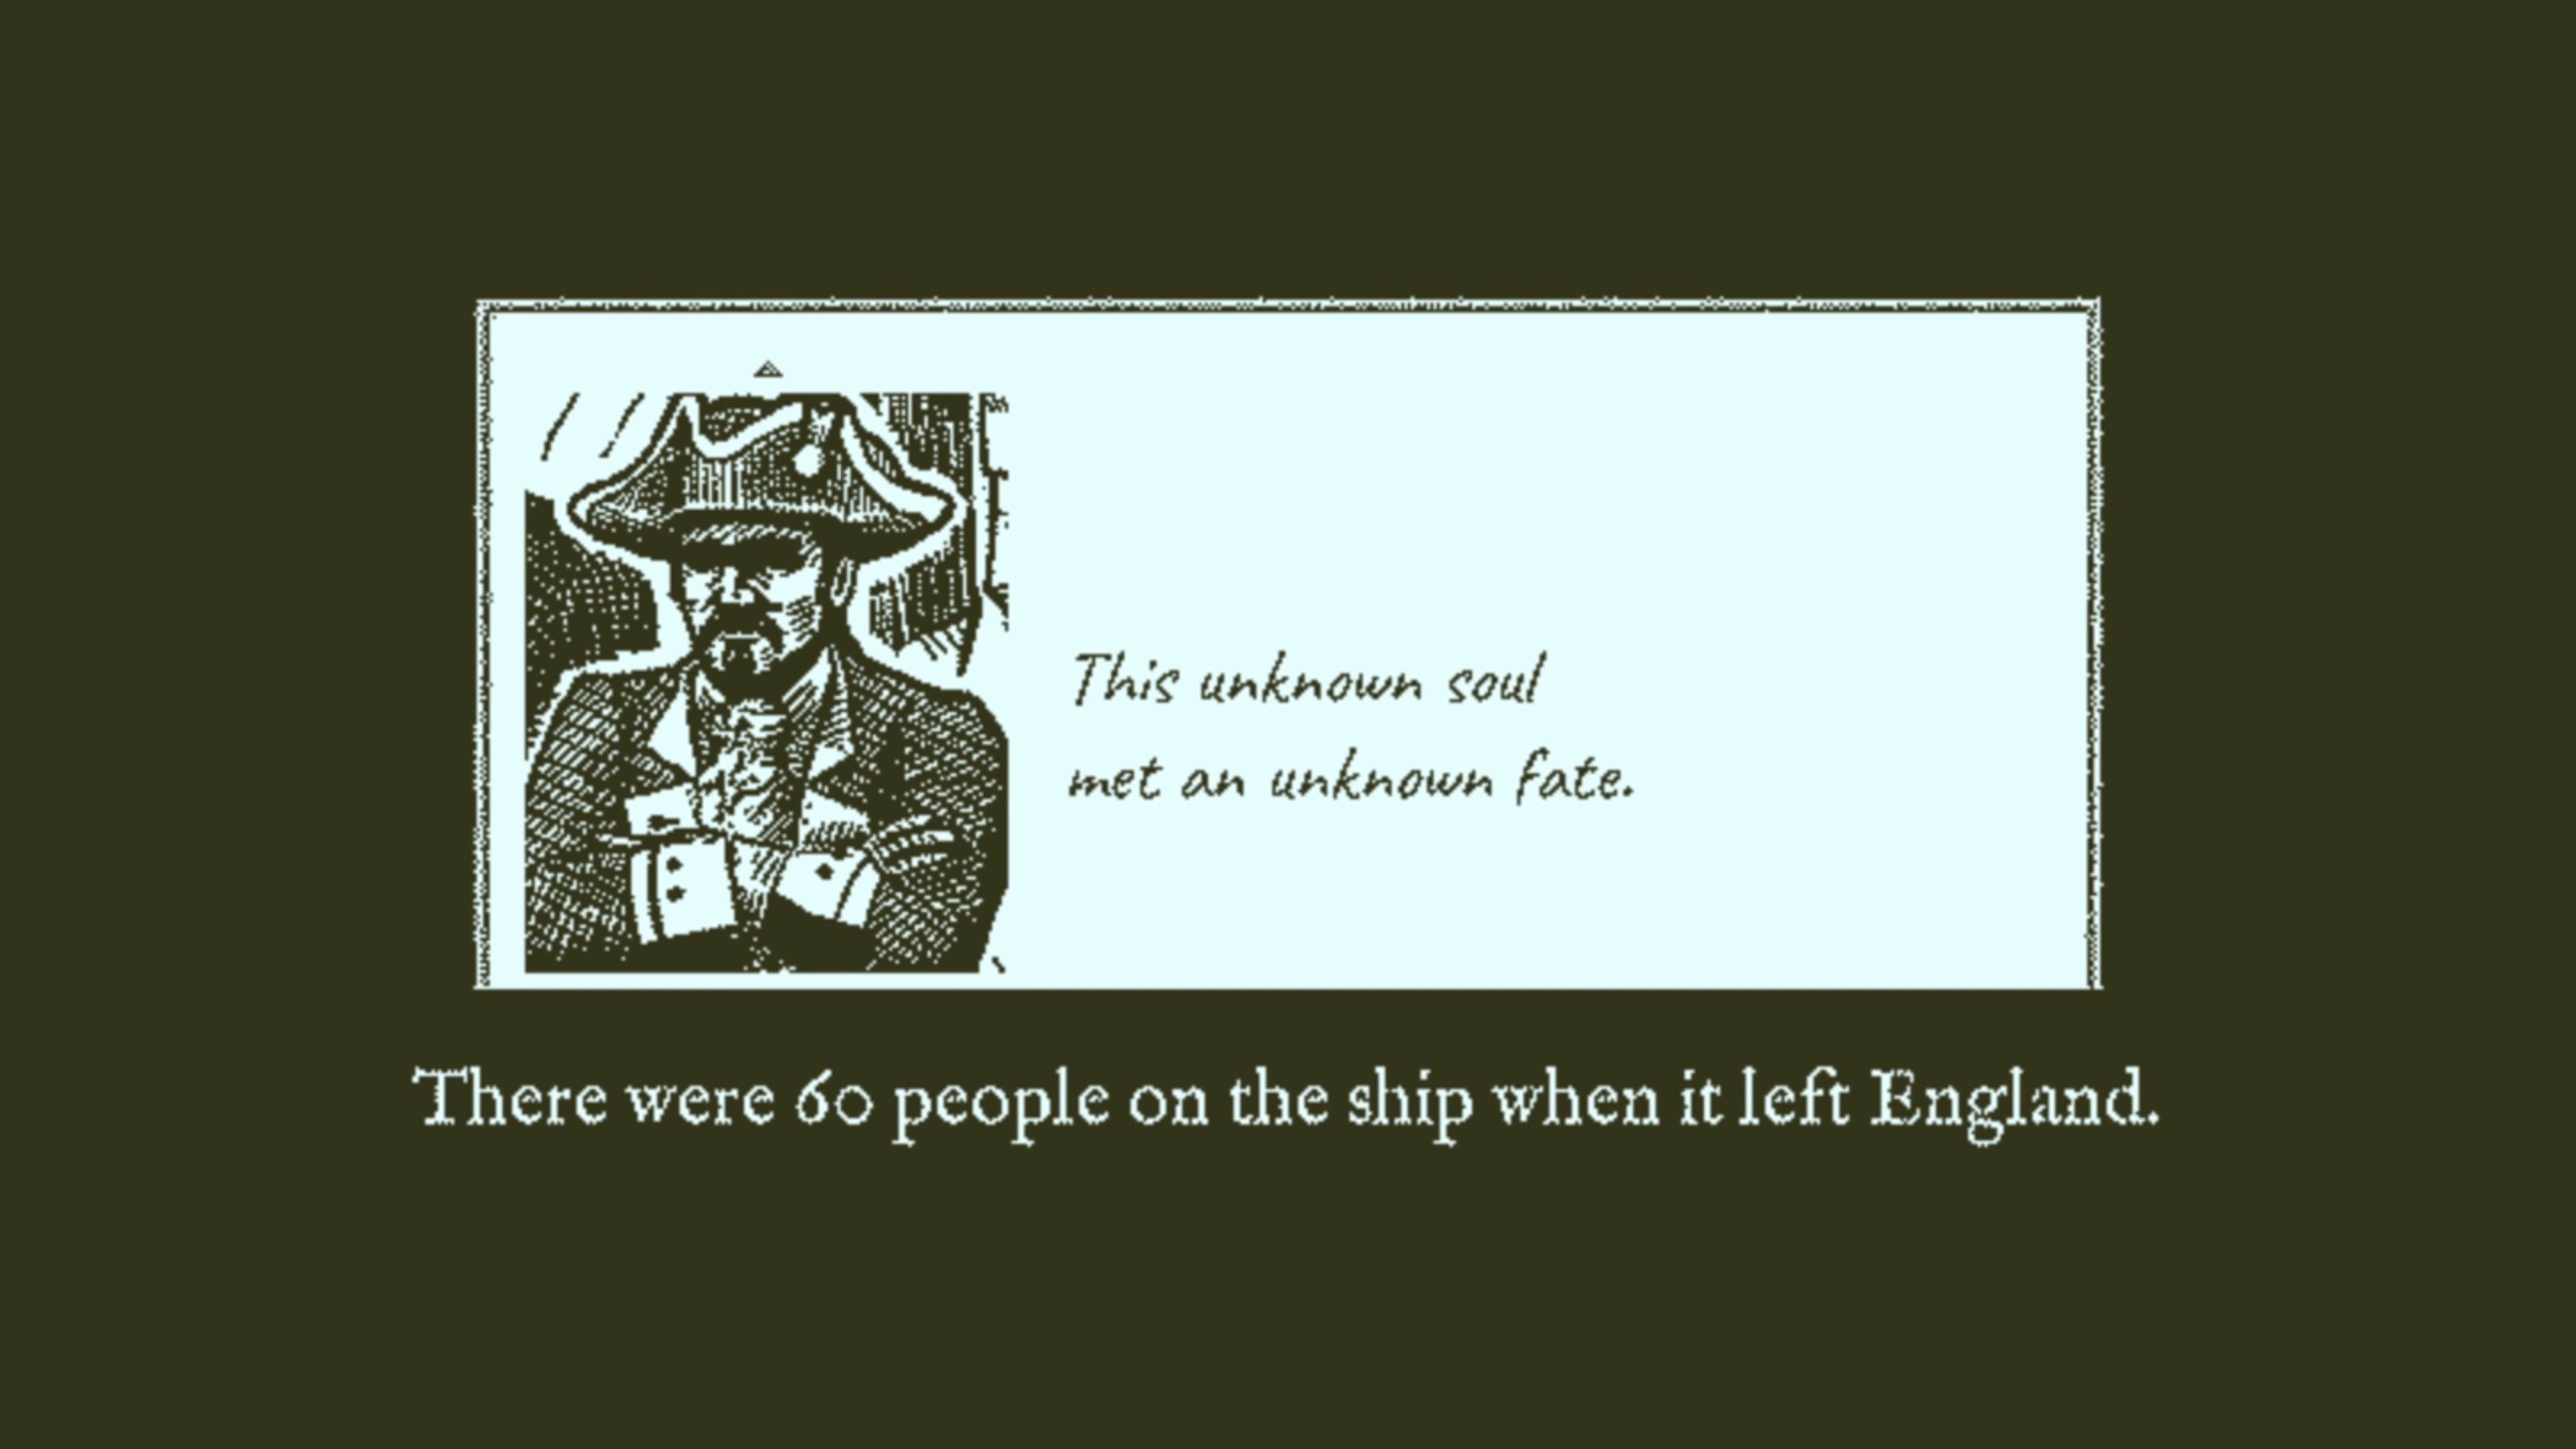 This unknown soul
met an unknown fate.
There were 60 people on the ship when it left England.